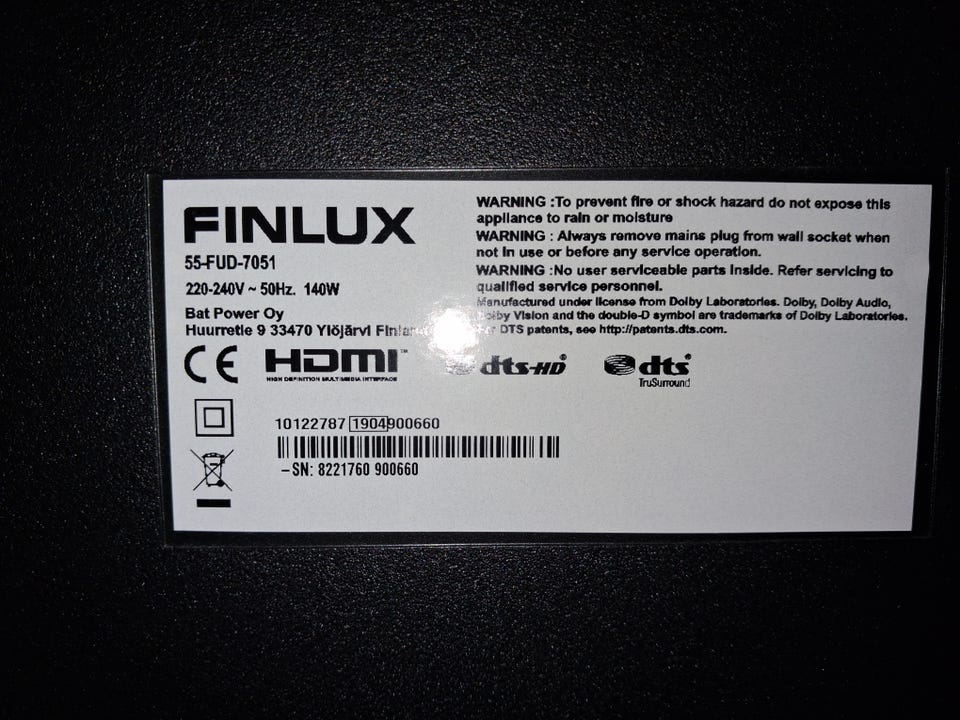 FINLUX
55-FUD-7051
220-240V ~ 50Hz. 140W
Bat Power Oy
Huurretie 9 33470 Ylöjärvi
CE HDMI™
HIGH DEFINITION MULTIMEDIA INTERFACE
WARNING :To prevent fire or shock hazard do not expose this
appliance to rain or moisture
WARNING : Always remove mains plug from wall socket when
not in use or before any service operation.
WARNING :No user serviceable parts inside. Refer servicing to
qualified service personnel.
Manufactured under license from Dolby Laboratories. Dolby, Dolby Audio,
Vision and the double-D symbol are trademarks of Dolby Laboratories.
DTS patents, see http://patents.dts.com.
dts-HD
dts
TruSurround
10122787 1904900660
–SN: 8221760 900660